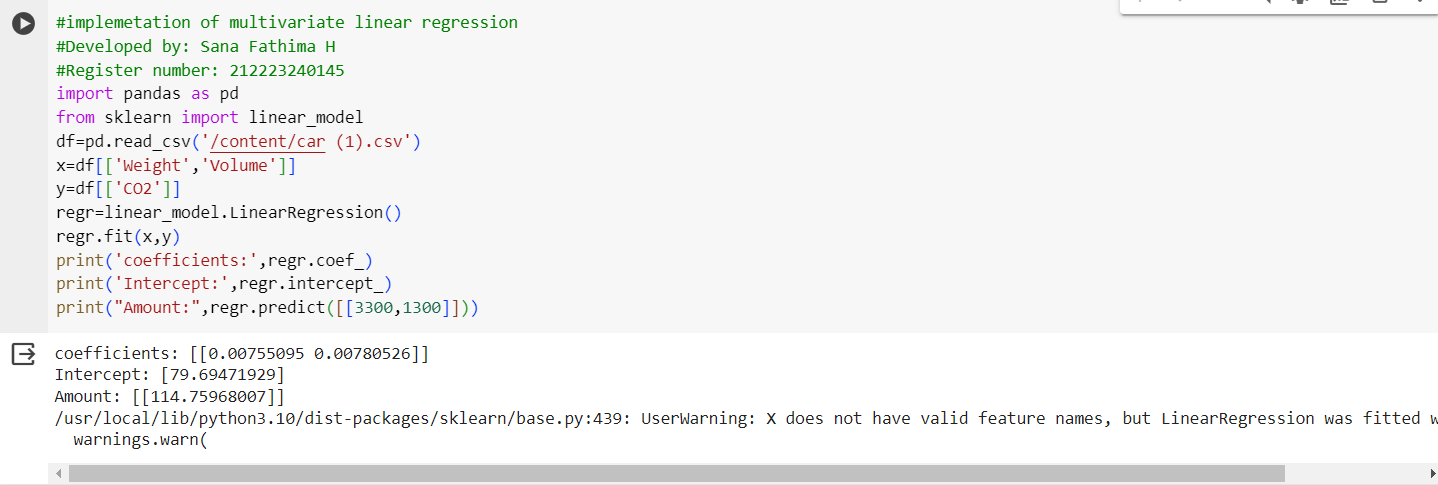 #implemetation of multivariate linear regression
#Developed by: Sana Fathima H
#Register number: 212223240145
import pandas as pd
from sklearn import linear_model
df=pd.read_csv('/content/car (1).csv')
x=df[['Weight','Volume']]
y=df[['CO2']]
regr=linear_model.LinearRegression()
regr.fit(x,y)
print('coefficients:',regr.coef_)
print('Intercept:',regr.intercept_)
print("Amount:",regr.predict([[3300,1300]]))
coefficients: [[0.00755095 0.00780526]]
Intercept: [79.69471929]
Amount: [[114.75968007]]
/usr/local/lib/python3.10/dist-packages/sklearn/base.py:439: UserWarning: X does not have valid feature names, but LinearRegression was fitted w
  warnings.warn(